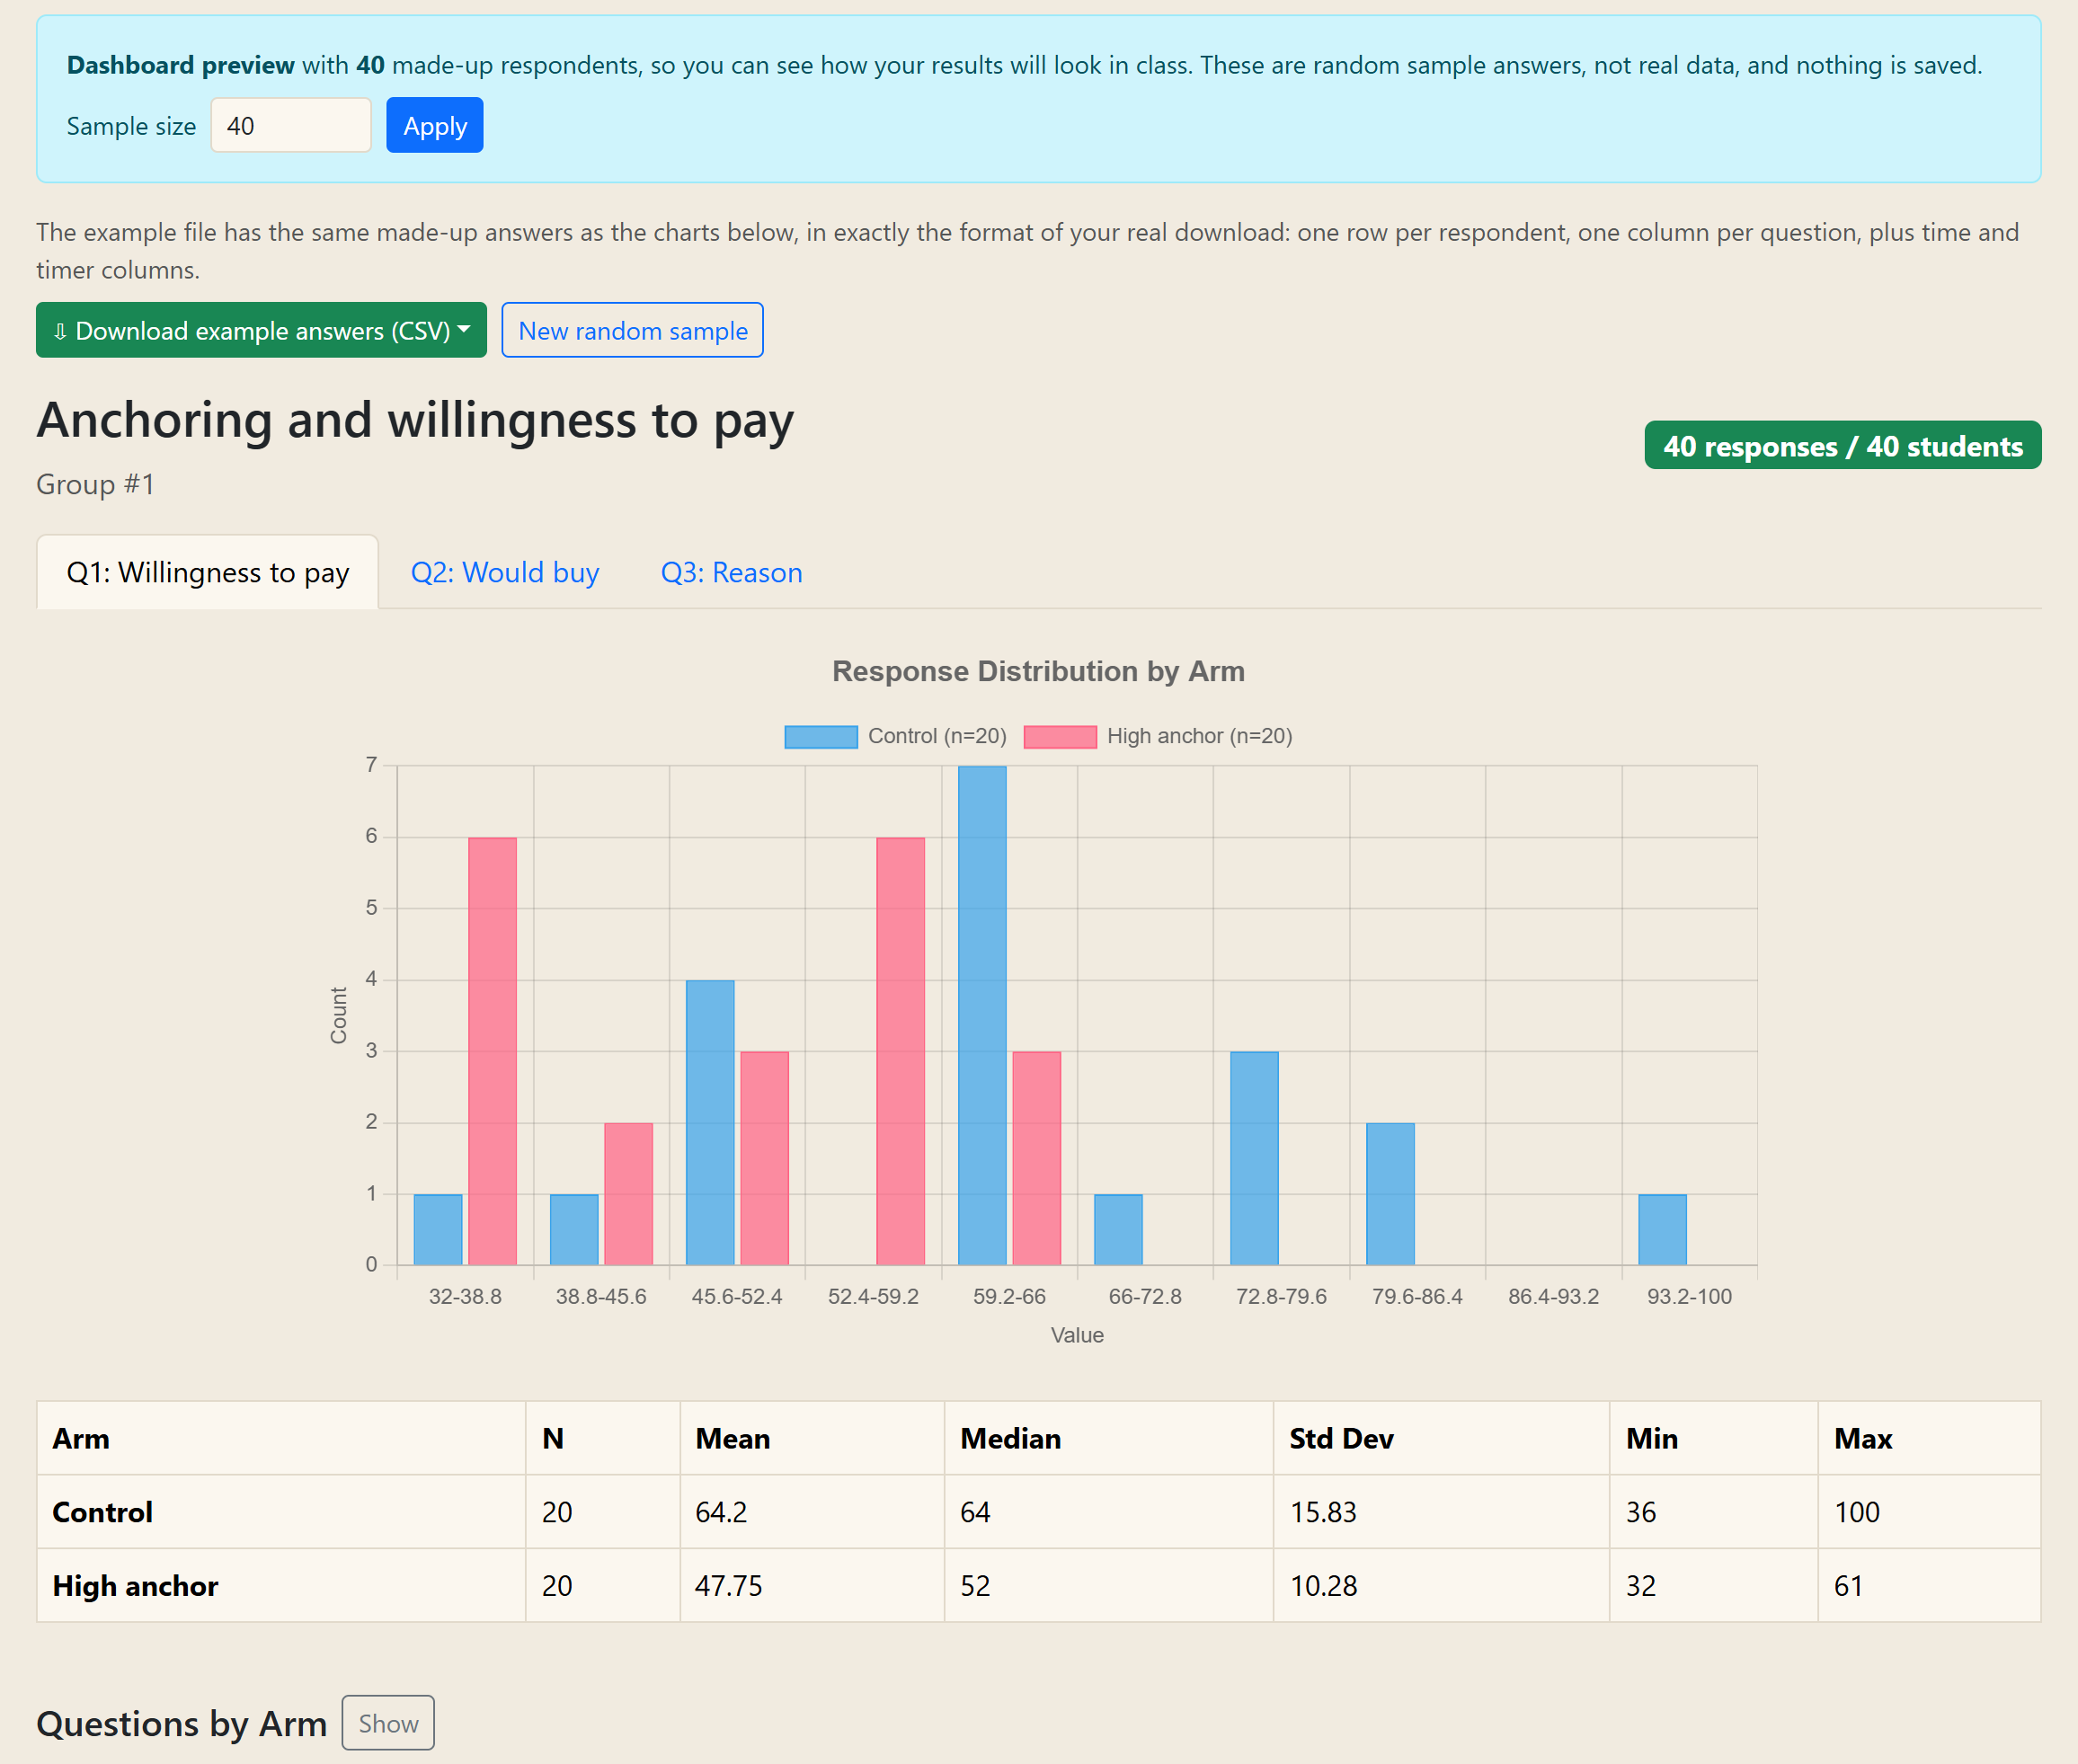 Dashboard preview with 40 made-up respondents, so you can see how your results will look in class. These are random sample answers, not real data, and nothing is saved.
Sample size 40 Apply
The example file has the same made-up answers as the charts below, in exactly the format of your real download: one row per respondent, one column per question, plus time and
timer columns.
⇩ Download example answers (CSV) New random sample
Anchoring and willingness to pay
40 responses / 40 students
Group #1
Q1: Willingness to pay Q2: Would buy Q3: Reason
Response Distribution by Arm
Control (n=20) High anchor (n=20)
7
6
5
4
3
2
1
0
Count
32-38.8 38.8-45.6 45.6-52.4 52.4-59.2 59.2-66 66-72.8 72.8-79.6 79.6-86.4 86.4-93.2 93.2-100
Value
Arm N Mean Median Std Dev Min Max
Control 20 64.2 64 15.83 36 100
High anchor 20 47.75 52 10.28 32 61
Questions by Arm Show